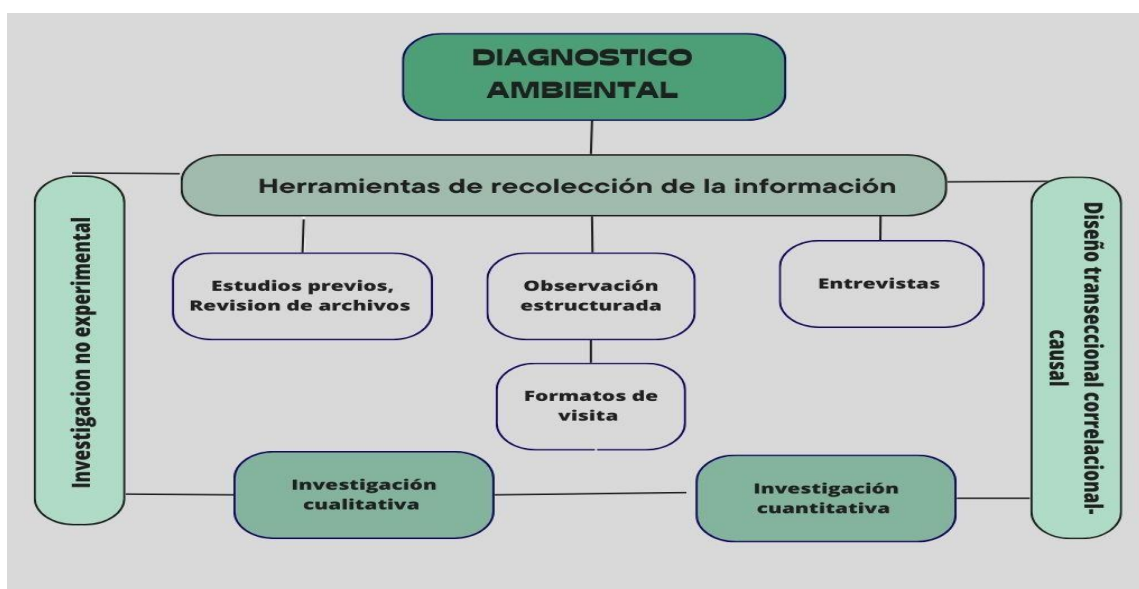 DIAGNOSTICO
AMBIENTAL
Herramientas de recolección de la información
Investigacion no experimental
Diseño transeccional correlacional-
causal
Estudios previos,
Revision de archivos
Observación
estructurada
Entrevistas
Formatos de
visita
Investigación
cualitativa
Investigación
cuantitativa